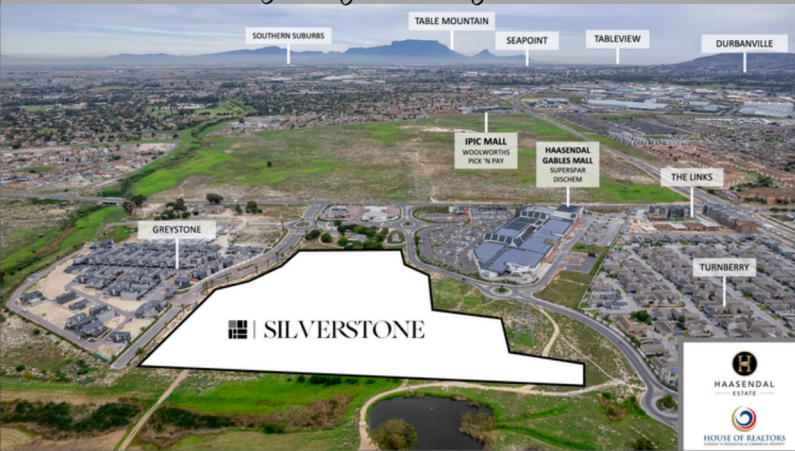 SOUTHERN SUBURBS
TABLE MOUNTAIN
SEAPOINT
TABLEVIEW
DURBANVILLE
IPIC MALL
WOOLWORTHS
PICK 'N PAY
HAASENDAL
GABLES MALL
SUPERSPAR
DISCHEM
THE LINKS
GREYSTONE
TURNBERRY
SILVERSTONE
H
HAASENDAL
ESTATE
HOUSE OF REALTORS